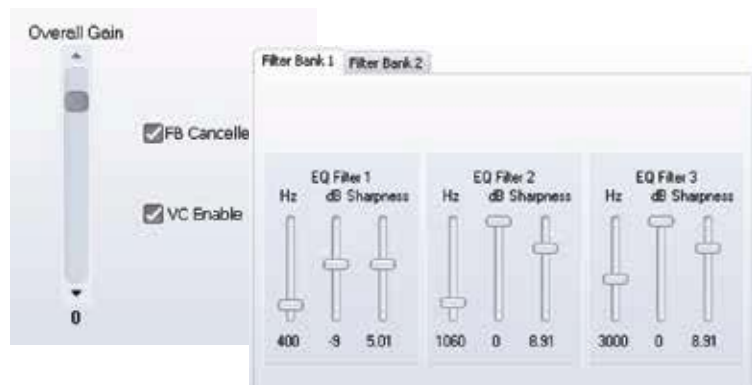 Overall Gain
FB Cancelle
VC Enable
0
Filter Bank 1 Filter Bank 2
EQ Filter 1
Hz dB Sharpness
400 -9 5.01
EQ Filter 2
Hz dB Sharpness
1060 0 8.91
EQ Filter 3
Hz dB Sharpness
3000 0 8.91